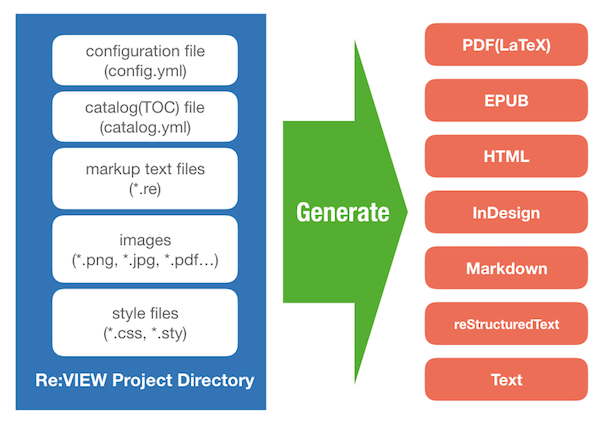 configuration file
(config.yml)
catalog(TOC) file
(catalog.yml)
markup text files
(*.re)
images
(*.png, *.jpg, *.pdf…)
style files
(*.css, *.sty)
Re:VIEW Project Directory
Generate
PDF(LaTeX)
EPUB
HTML
InDesign
Markdown
reStructuredText
Text